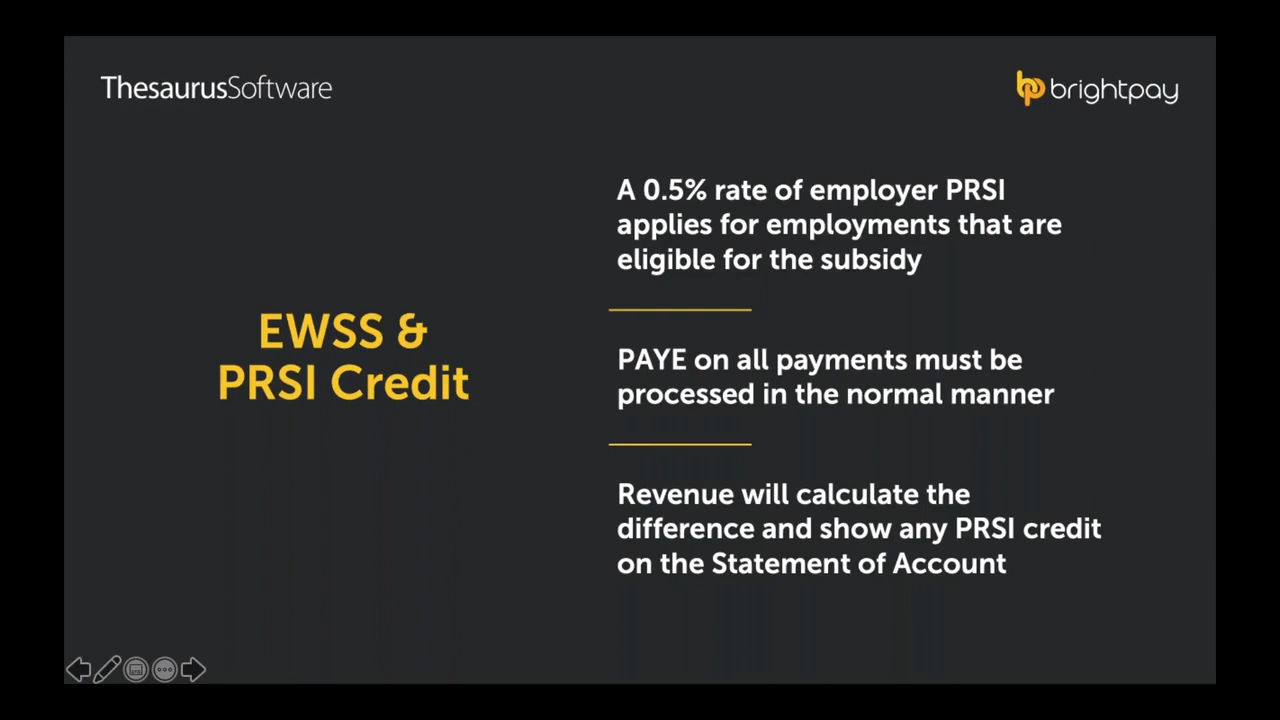 ThesaurusSoftware
brightpay
EWSS &
PRSI Credit
A 0.5% rate of employer PRSI
applies for employments that are
eligible for the subsidy
PAYE on all payments must be
processed in the normal manner
Revenue will calculate the
difference and show any PRSI credit
on the Statement of Account